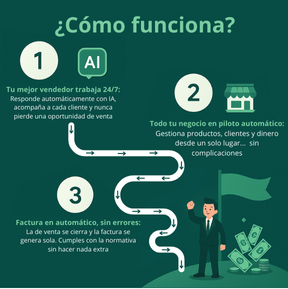 ¿Cómo funciona?
1
AI
Tu mejor vendedor trabaja 24/7:
Responde automáticamente con IA,
acompaña a cada cliente y nunca
pierde una oportunidad de venta
2
Todo tu negocio en piloto automático:
Gestiona productos, clientes y dinero
desde un solo lugar... sin
complicaciones
3
Factura en automático, sin errores:
La de venta se cierra y la factura se
genera sola. Cumples con la normativa
sin hacer nada extra